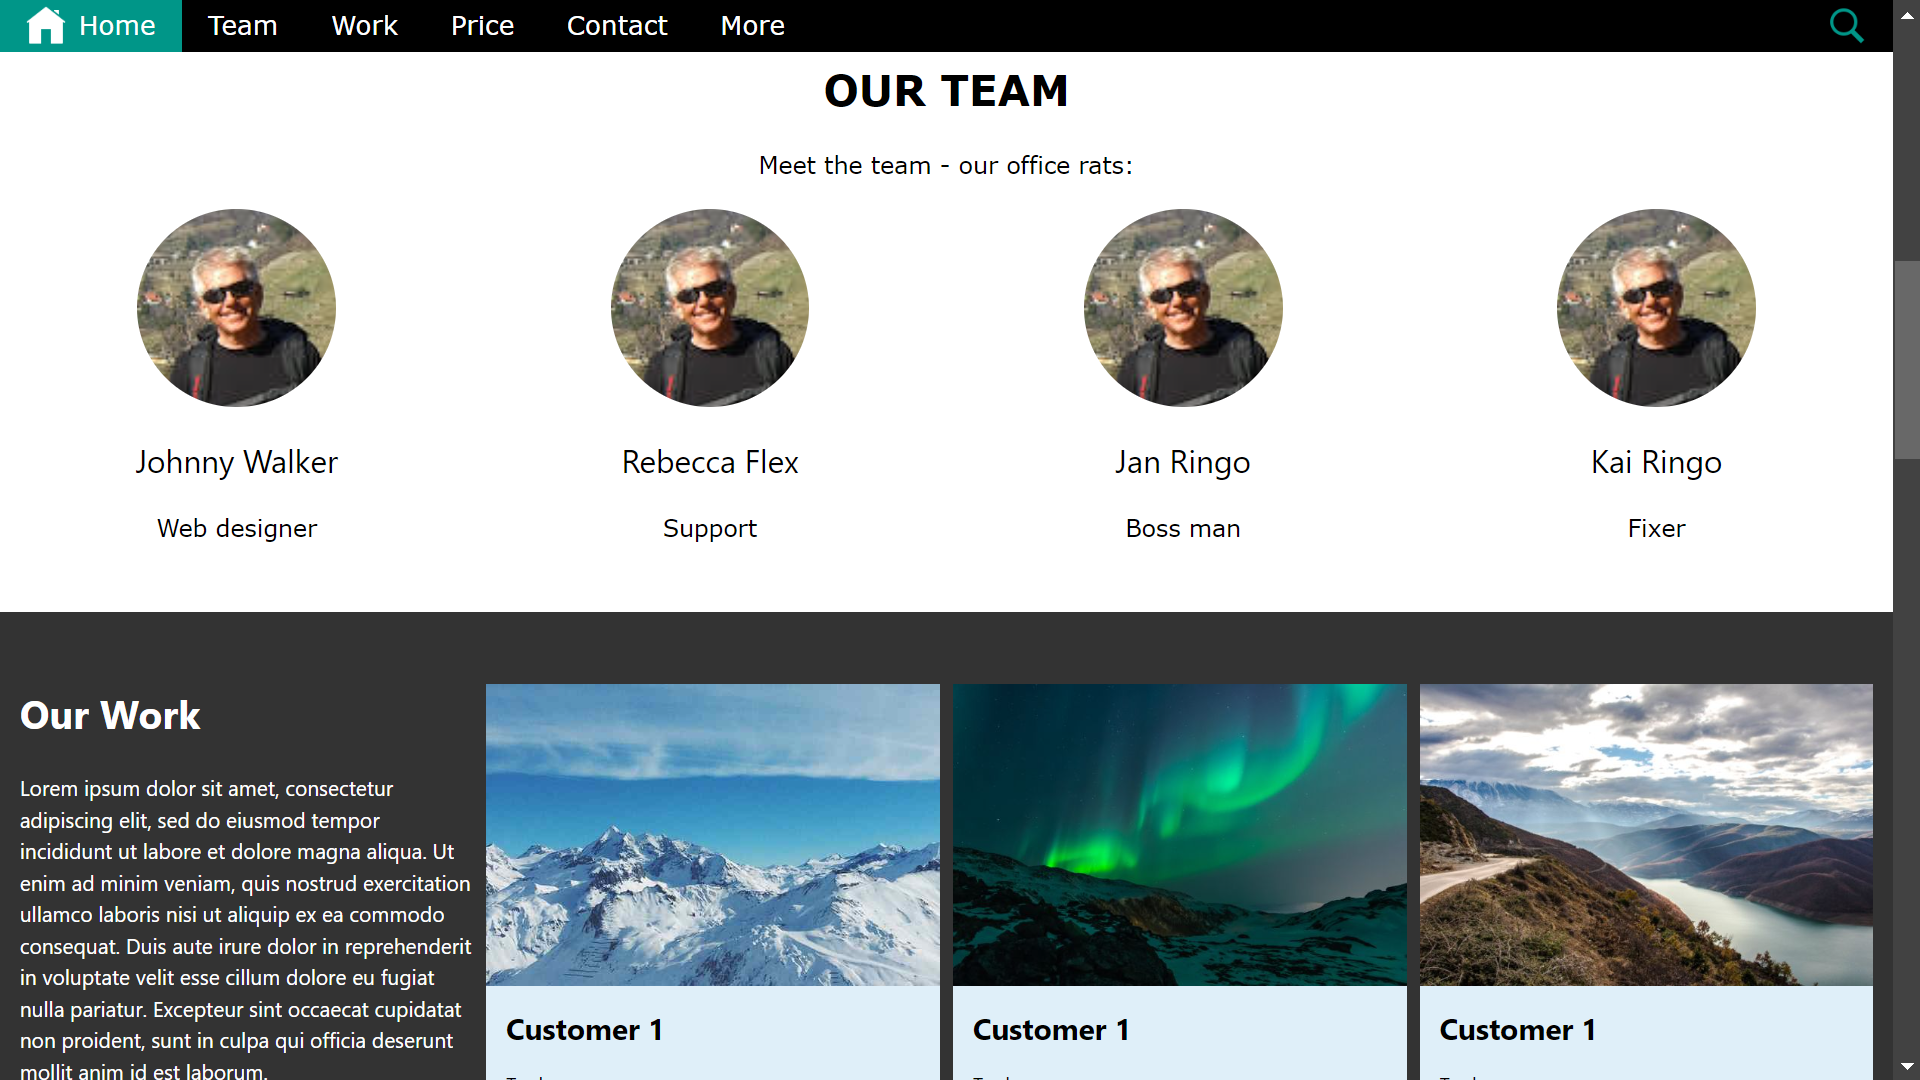 Home Team Work Price Contact More
OUR TEAM
Meet the team - our office rats:
Johnny Walker
Rebecca Flex
Jan Ringo
Kai Ringo
Web designer
Support
Boss man
Fixer
Our Work
Lorem ipsum dolor sit amet, consectetur
adipiscing elit, sed do eiusmod tempor
incididunt ut labore et dolore magna aliqua. Ut
enim ad minim veniam, quis nostrud exercitation
ullamco laboris nisi ut aliquip ex ea commodo
consequat. Duis aute irure dolor in reprehenderit
in voluptate velit esse cillum dolore eu fugiat
nulla pariatur. Excepteur sint occaecat cupidatat
non proident, sunt in culpa qui officia deserunt
mollit anim id est laborum.
Customer 1
Customer 1
Customer 1